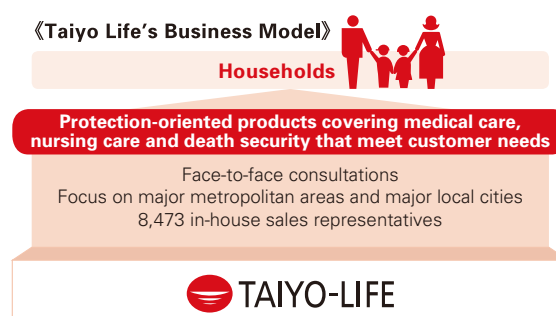 《Taiyo Life's Business Model》
Households
Protection-oriented products covering medical care,
nursing care and death security that meet customer needs
Face-to-face consultations
Focus on major metropolitan areas and major local cities
8,473 in-house sales representatives
TAIYO-LIFE